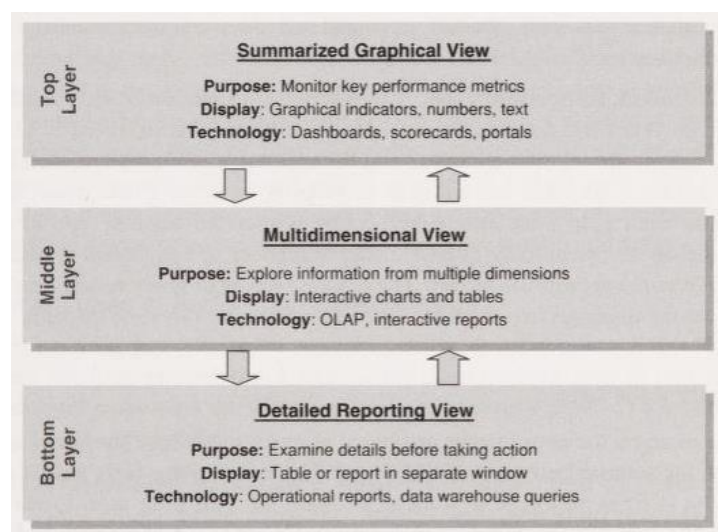 Top
Layer
Summarized Graphical View
Purpose: Monitor key performance metrics
Display: Graphical indicators, numbers, text
Technology: Dashboards, scorecards, portals
Middle
Layer
Multidimensional View
Purpose: Explore information from multiple dimensions
Display: Interactive charts and tables
Technology: OLAP, interactive reports
Bottom
Layer
Detailed Reporting View
Purpose: Examine details before taking action
Display: Table or report in separate window
Technology: Operational reports, data warehouse queries